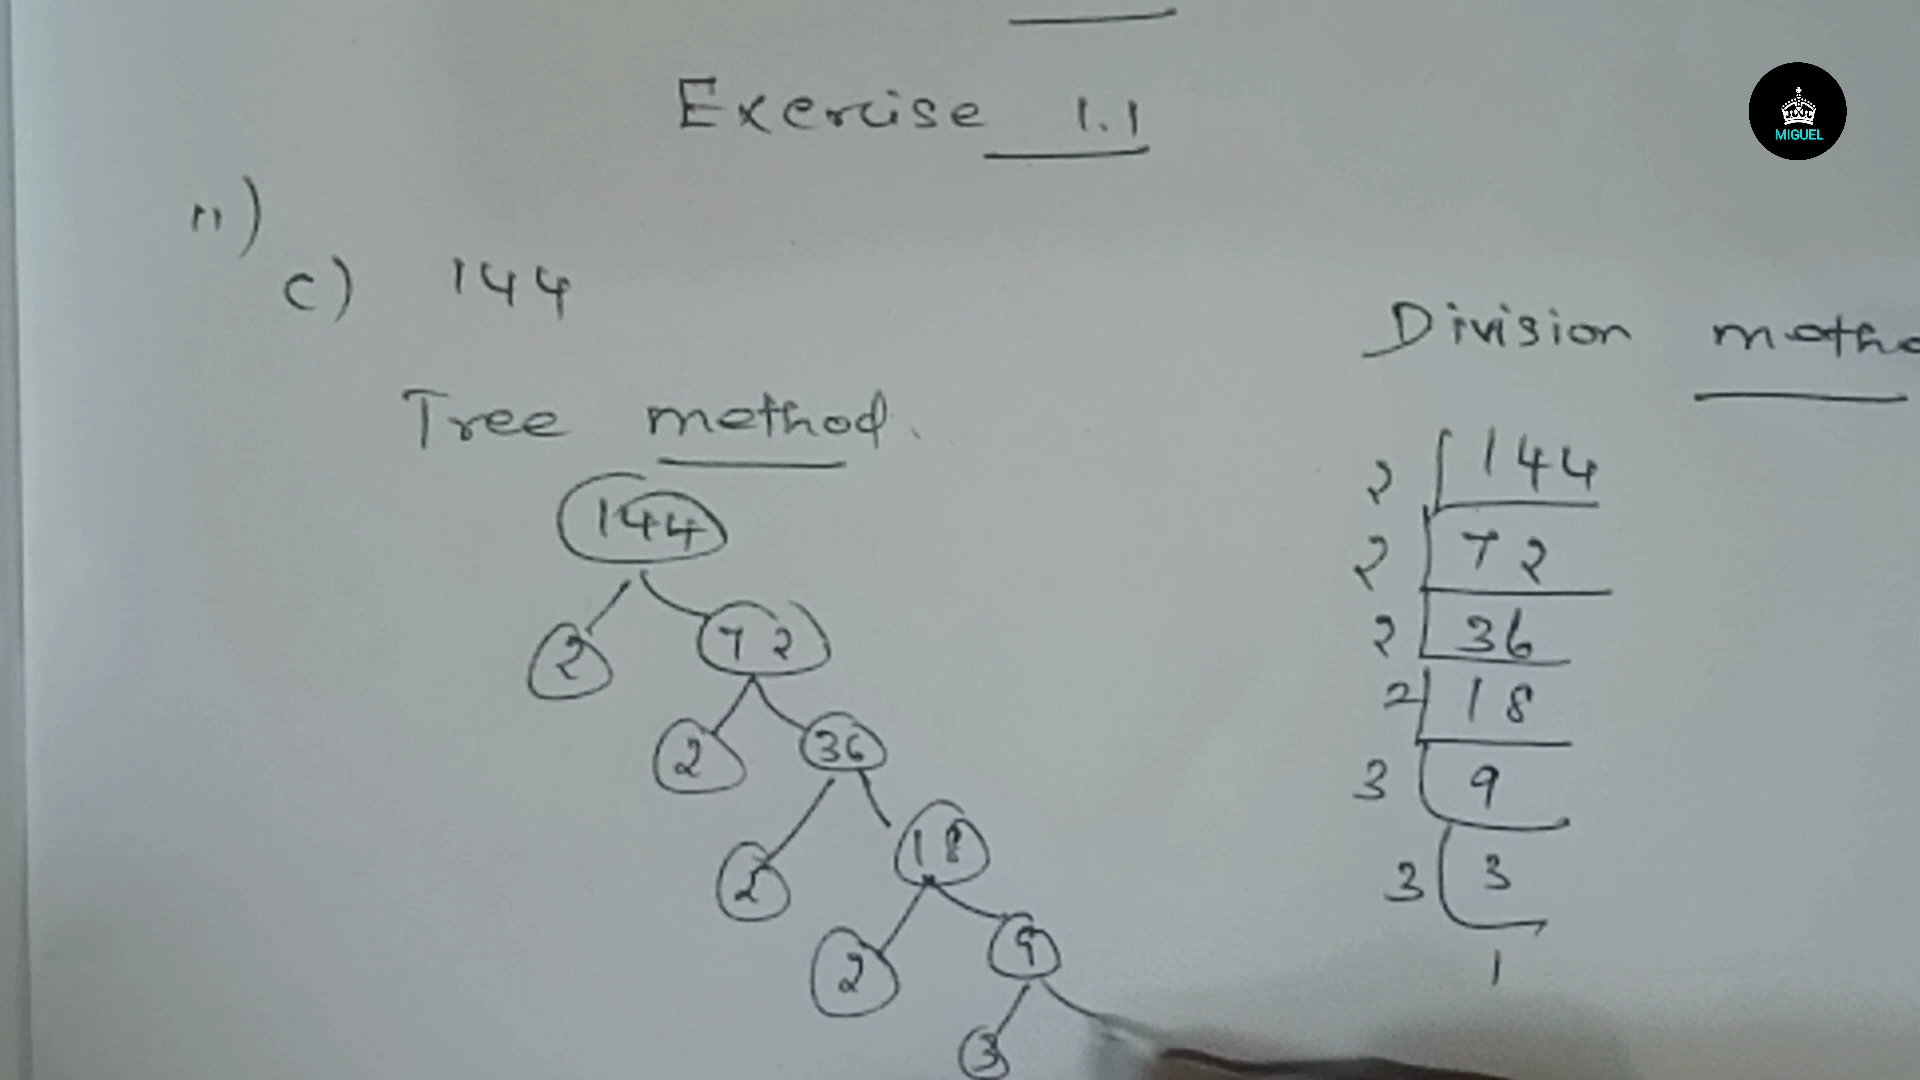 Exercise 1.1
MIGUEL
11)
c) 144
Tree method.
144
2 72
2 36
2 18
2 9
3
Division
2 144
2 72
2 36
2 18
3 9
3 3
1